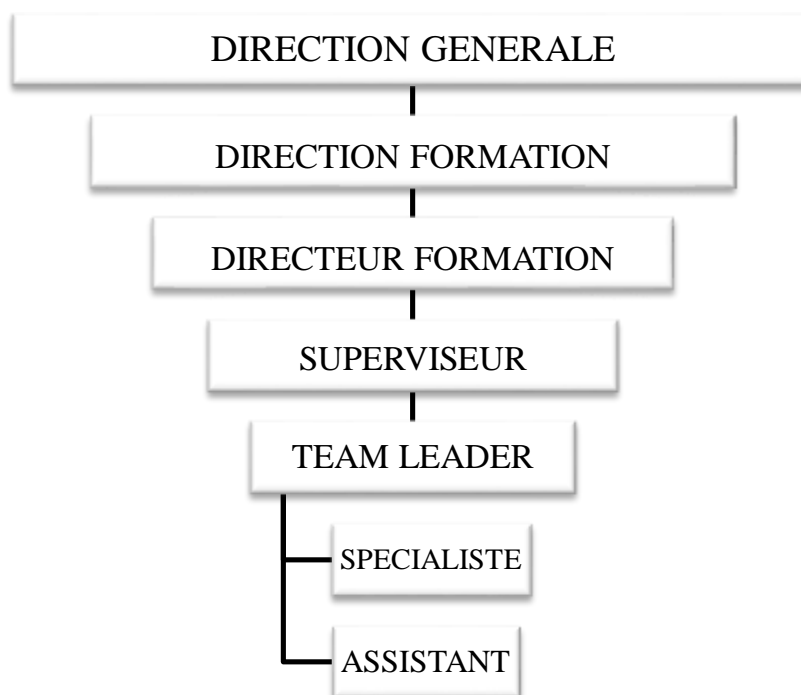 DIRECTION GENERALE
DIRECTION FORMATION
DIRECTEUR FORMATION
SUPERVISEUR
TEAM LEADER
SPECIALISTE
ASSISTANT